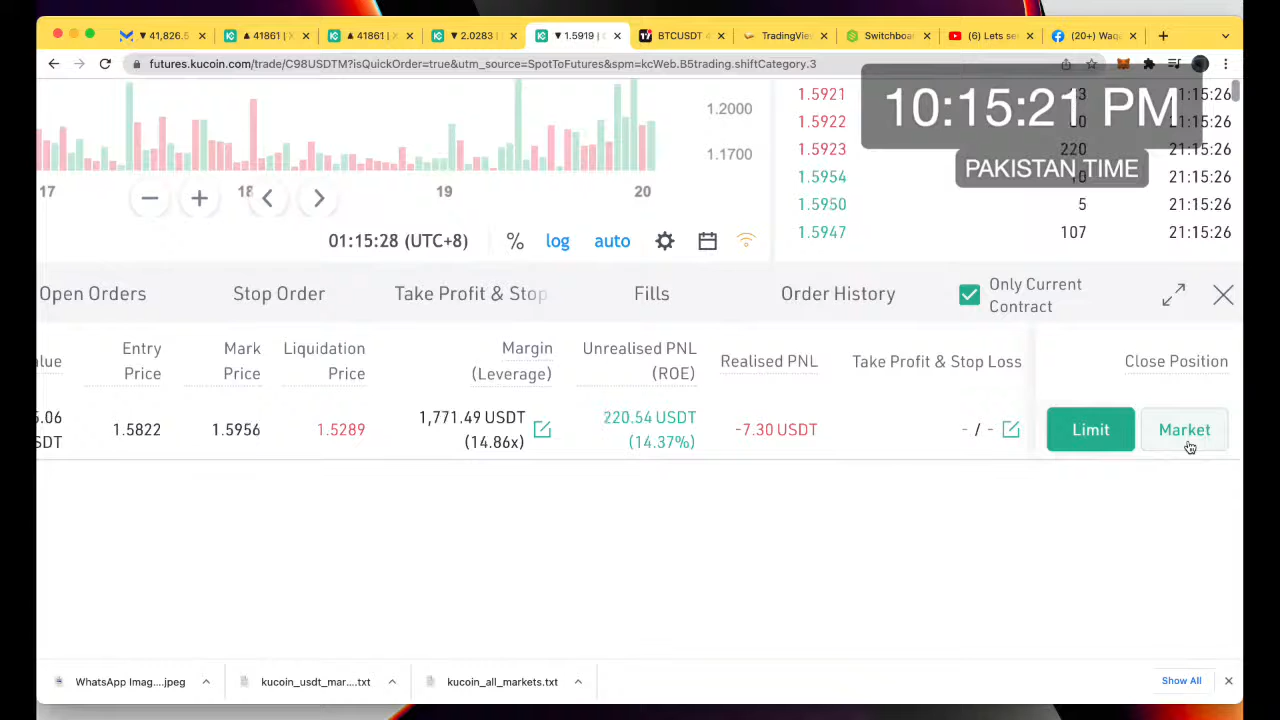 41,826.5
41861 | X
41861 | X
2.0283 |
1.5919 | C
BTCUSDT 4
TradingView
Switchboar
(6) Lets se
(20+) Waqa
futures.kucoin.com/trade/C98USDTM?isQuickOrder=true&utm_source=SpotToFutures&spm=kcWeb.B5trading.shiftCategory.3
10:15:21 PM
PAKISTAN TIME
1.2000
1.1700
17
18
19
20
01:15:28 (UTC+8)
%
log
auto
1.5921
1:15:26
1.5922
21:15:26
1.5923
220
21:15:26
1.5954
10
21:15:26
1.5950
5
21:15:26
1.5947
107
21:15:26
Open Orders
Stop Order
Take Profit & Stop
Fills
Order History
Only Current
Contract
alue
Entry
Price
Mark
Price
Liquidation
Price
Margin
(Leverage)
Unrealised PNL
(ROE)
Realised PNL
Take Profit & Stop Loss
Close Position
5.06
SDT
1.5822
1.5956
1.5289
1,771.49 USDT
(14.86x)
220.54 USDT
(14.37%)
-7.30 USDT
- / -
Limit
Market
WhatsApp Imag....jpeg
kucoin_usdt_mar....txt
kucoin_all_markets.txt
Show All